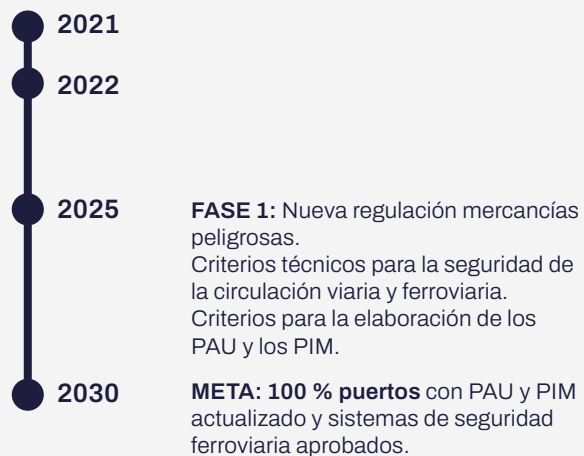 2021
2022
2025
FASE 1: Nueva regulación mercancías
peligrosas.
Criterios técnicos para la seguridad de
la circulación viaria y ferroviaria.
Criterios para la elaboración de los
PAU y los PIM.
2030
META: 100 % puertos con PAU y PIM
actualizado y sistemas de seguridad
ferroviaria aprobados.